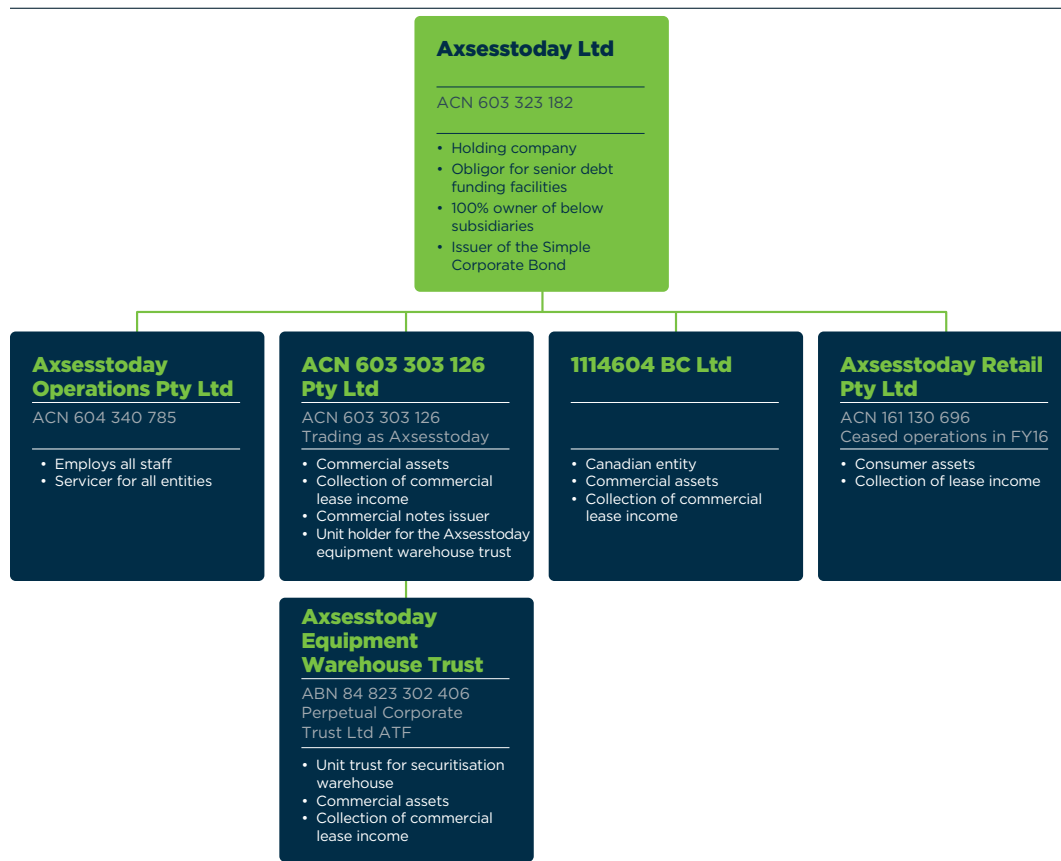 Axsesstoday Ltd
ACN 603 323 182
• Holding company
• Obligor for senior debt
funding facilities
• 100% owner of below
subsidiaries
• Issuer of the Simple
Corporate Bond
Axsesstoday
Operations Pty Ltd
ACN 604 340 785
• Employs all staff
• Servicer for all entities
ACN 603 303 126
Pty Ltd
ACN 603 303 126
Trading as Axsesstoday
• Commercial assets
• Collection of commercial
lease income
• Commercial notes issuer
• Unit holder for the Axsesstoday
equipment warehouse trust
1114604 BC Ltd
• Canadian entity
• Commercial assets
• Collection of commercial
lease income
Axsesstoday Retail
Pty Ltd
ACN 161 130 696
Ceased operations in FY16
• Consumer assets
• Collection of lease income
Axsesstoday
Equipment
Warehouse Trust
ABN 84 823 302 406
Perpetual Corporate
Trust Ltd ATF
• Unit trust for securitisation
warehouse
• Commercial assets
• Collection of commercial
lease income